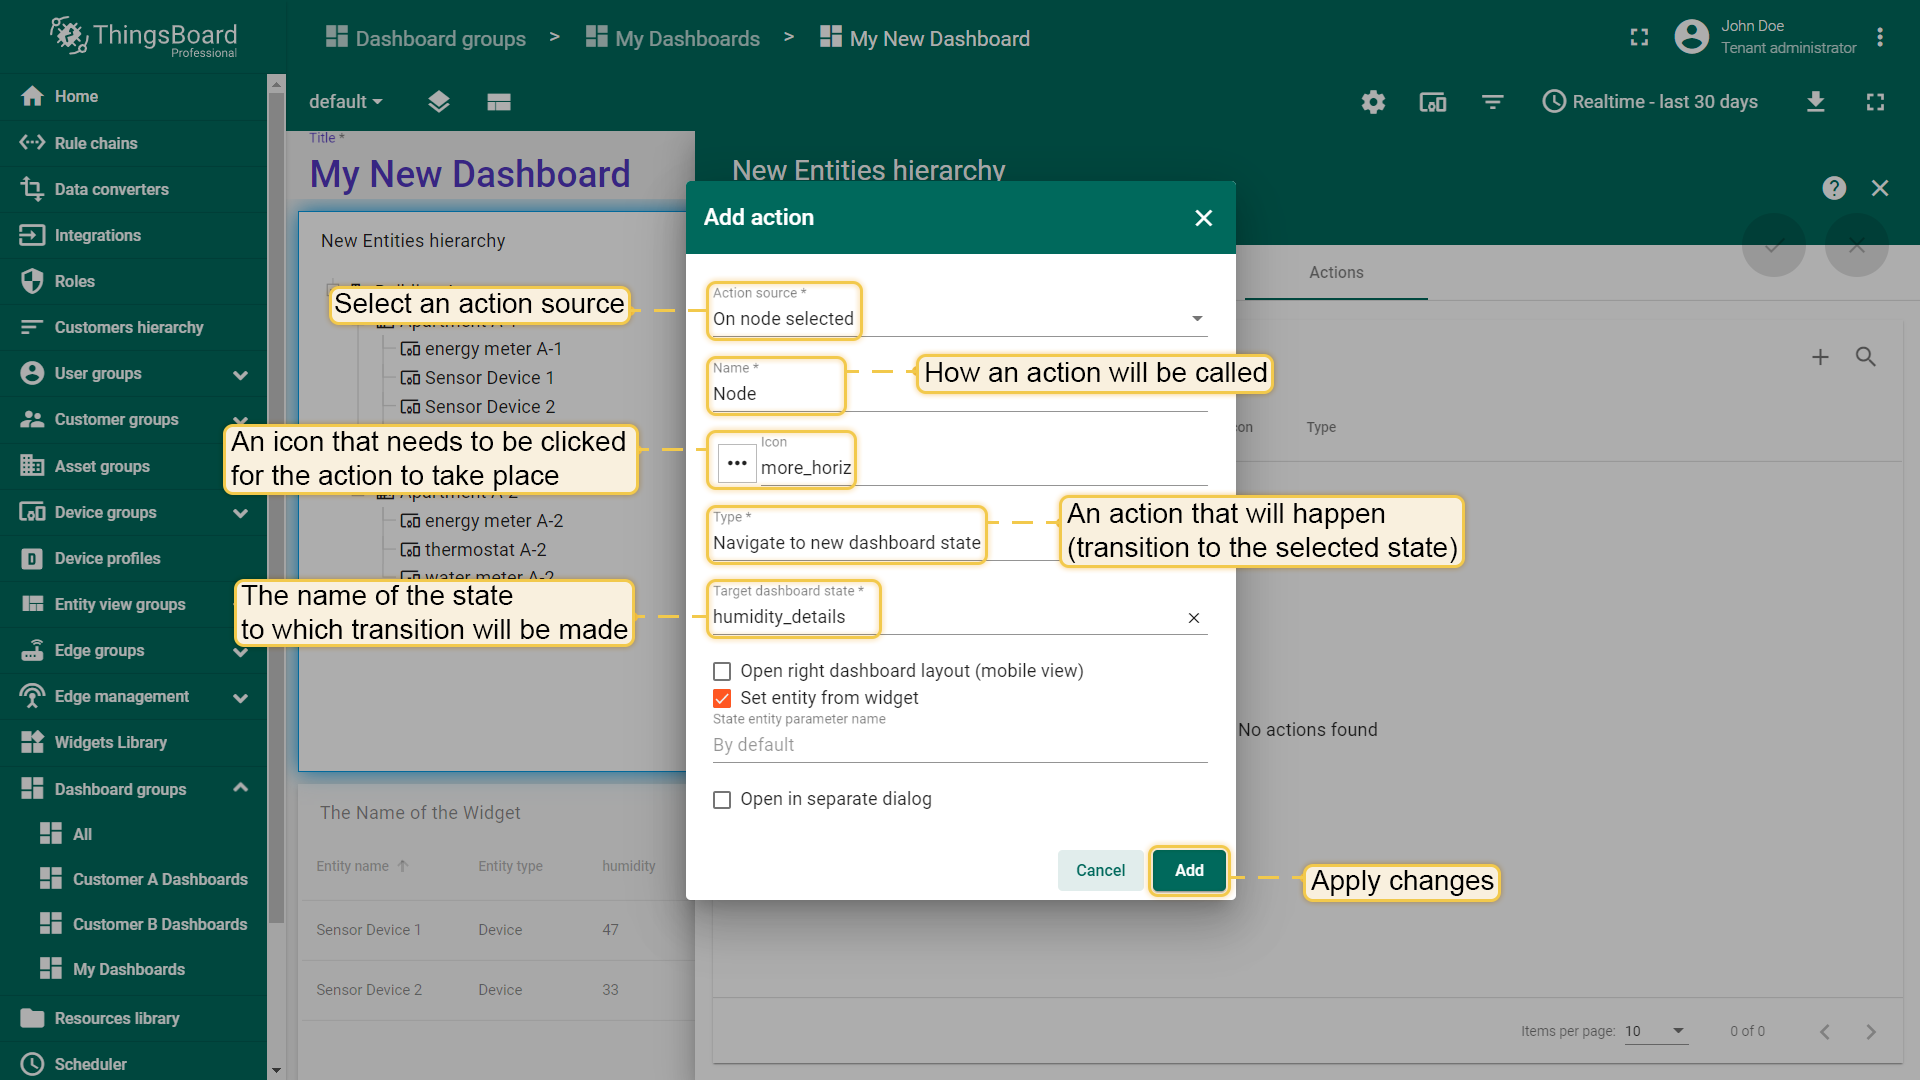 ThingsBoard
Professional
Dashboard groups > My Dashboards > My New Dashboard
John Doe
Tenant administrator
Home
Rule chains
Data converters
Integrations
Roles
Customers hierarchy
User groups
Customer groups
Asset groups
Device groups
Device profiles
Entity view groups
Edge groups
Edge management
Widgets Library
Dashboard groups
All
Customer A Dashboards
Customer B Dashboards
My Dashboards
Resources library
Scheduler
default
Realtime - last 30 days
Title *
My New Dashboard
New Entities hierarchy
energy meter A-1
Sensor Device 1
Sensor Device 2
energy meter A-2
thermostat A-2
water meter A-2
The Name of the Widget
Entity name Entity type humidity
Sensor Device 1 Device 47
Sensor Device 2 Device 33
New Entities hierarchy
Actions
Type
No actions found
Items per page: 10 0 of 0
Add action
Action source *
On node selected
Name *
Node
Icon
more_horiz
Type *
Navigate to new dashboard state
Target dashboard state *
humidity_details
Open right dashboard layout (mobile view)
Set entity from widget
State entity parameter name
By default
Open in separate dialog
Cancel
Add
Select an action source
How an action will be called
An icon that needs to be clicked
for the action to take place
An action that will happen
(transition to the selected state)
The name of the state
to which transition will be made
Apply changes